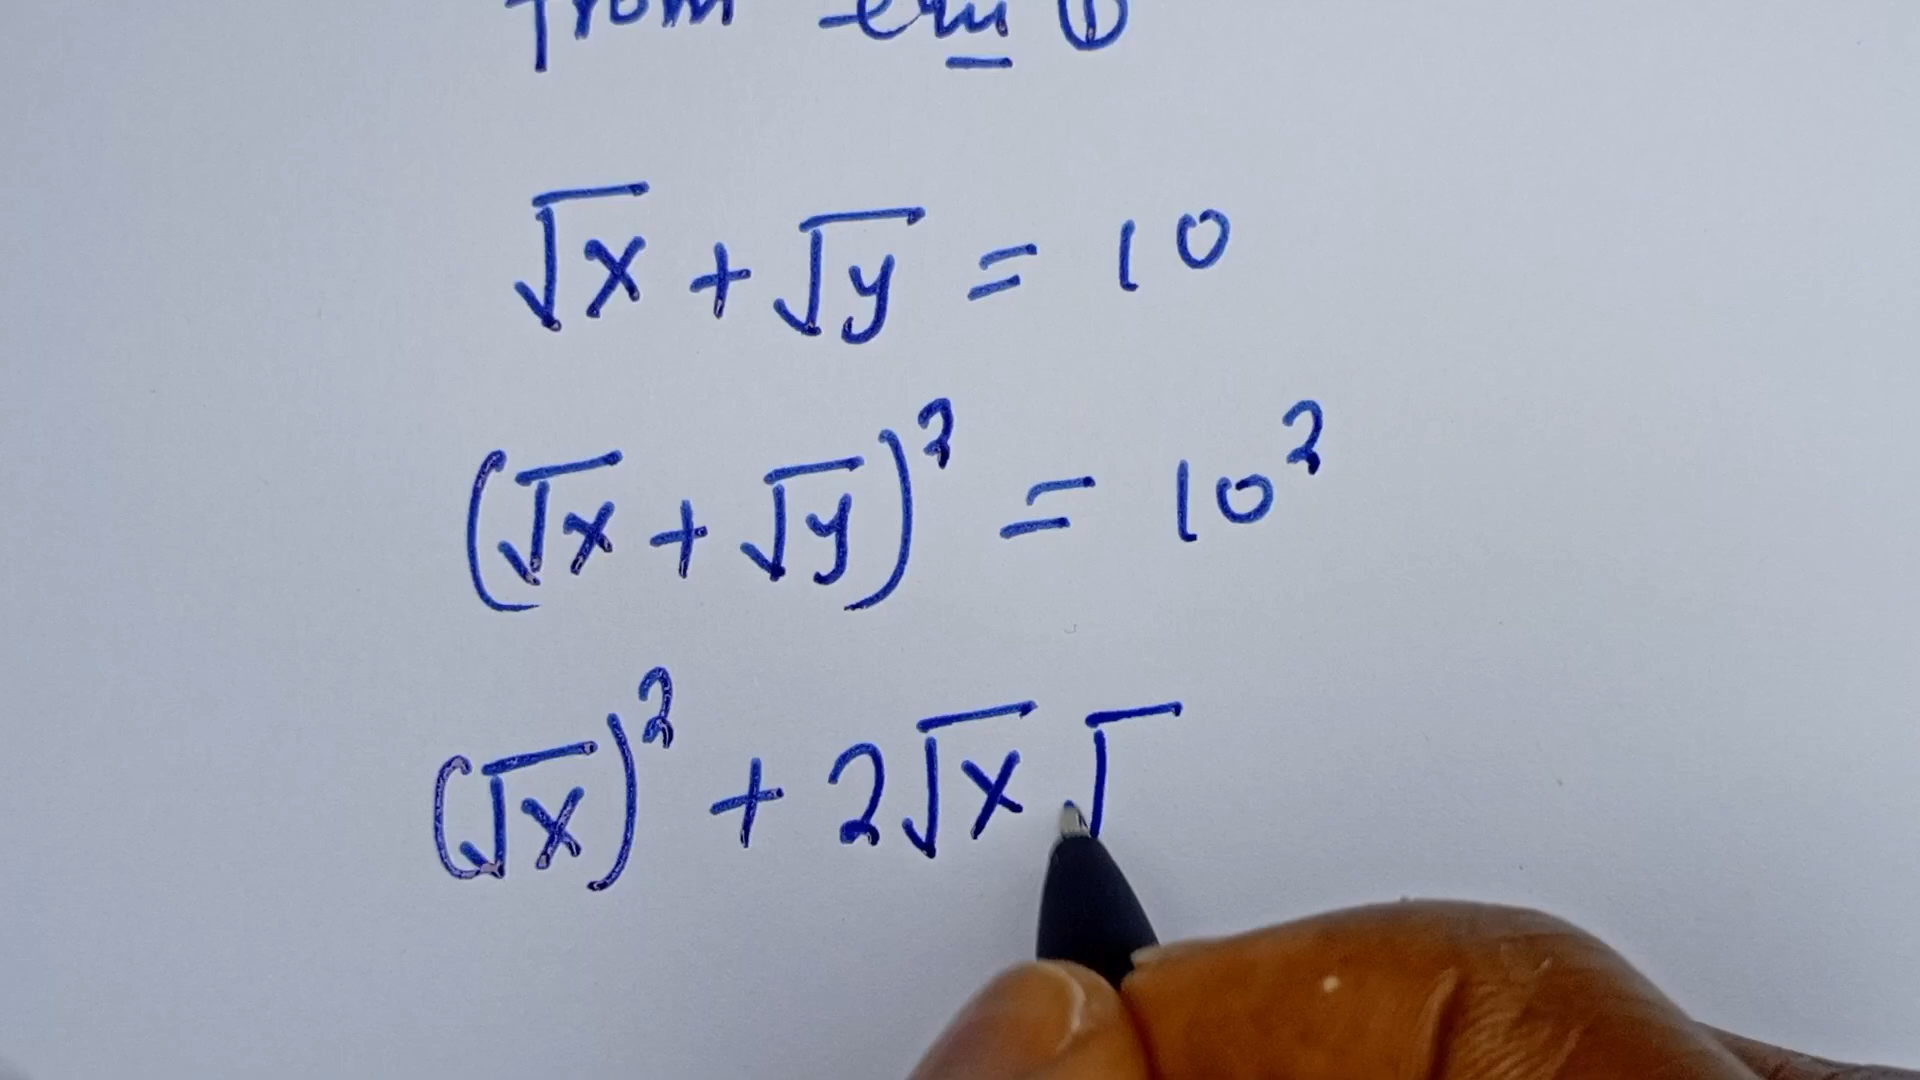 from eqn ①
√x + √y = 10
(√x + √y)² = 10²
(√x)² + 2√x √